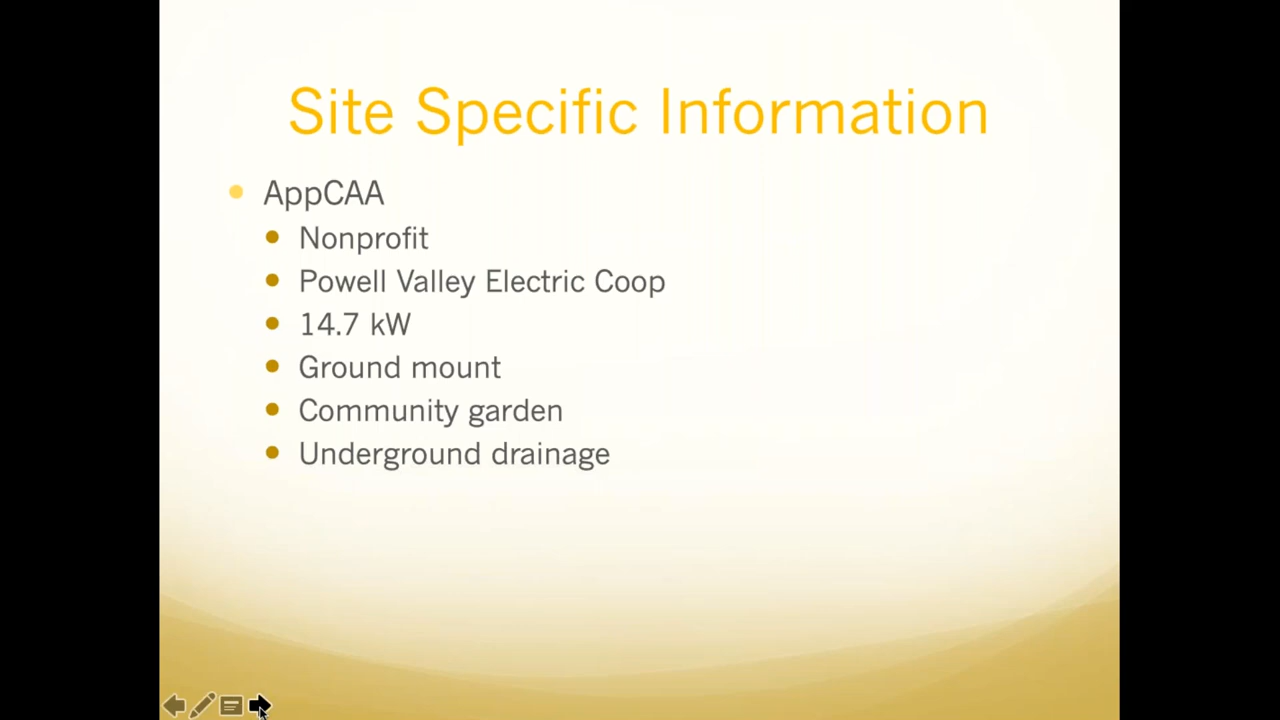 Site Specific Information
AppCAA
Nonprofit
Powell Valley Electric Coop
14.7 kW
Ground mount
Community garden
Underground drainage